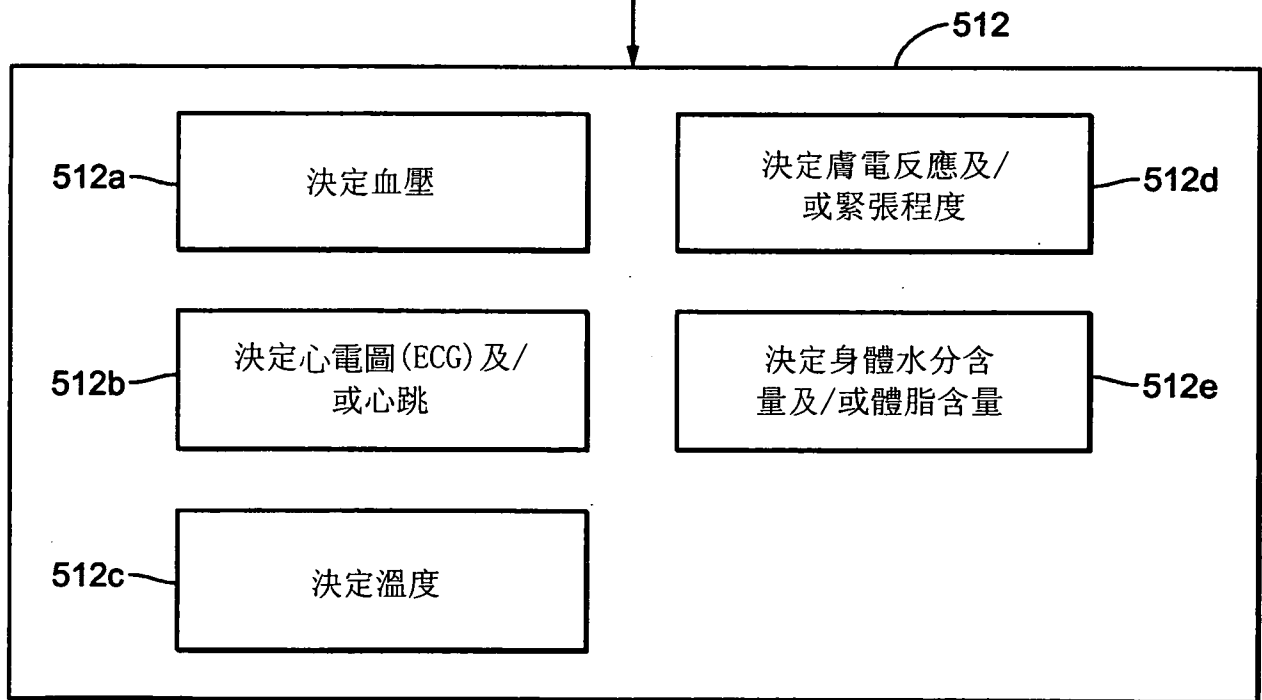 512
512a
決定血壓
決定膚電反應及/
或緊張程度
512d
512b
決定心電圖(ECG)及/
或心跳
決定身體水分含
量及/或體脂含量
512e
512c
決定溫度